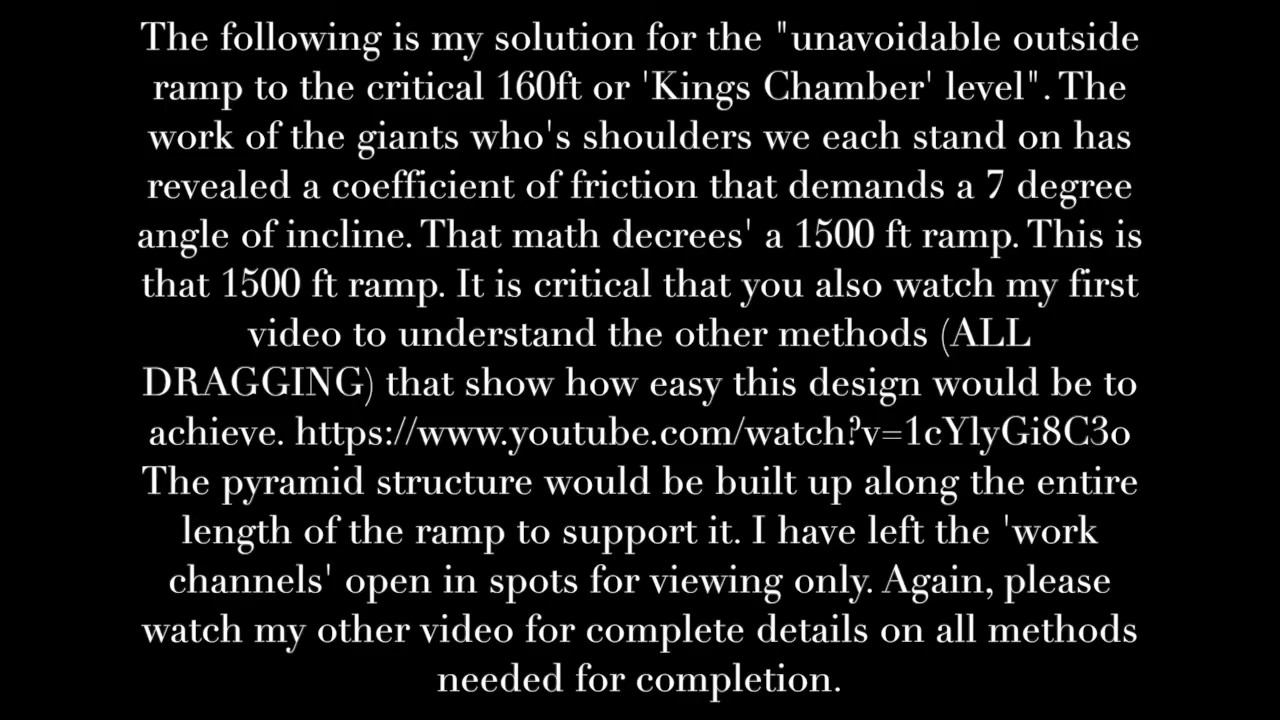 The following is my solution for the "unavoidable outside
ramp to the critical 160ft or 'Kings Chamber' level". The
work of the giants who's shoulders we each stand on has
revealed a coefficient of friction that demands a 7 degree
angle of incline. That math decrees' a 1500 ft ramp. This is
that 1500 ft ramp. It is critical that you also watch my first
video to understand the other methods (ALL
DRAGGING) that show how easy this design would be to
achieve. https://www.youtube.com/watch?v=1cYlyGi8C3o
The pyramid structure would be built up along the entire
length of the ramp to support it. I have left the 'work
channels' open in spots for viewing only. Again, please
watch my other video for complete details on all methods
needed for completion.